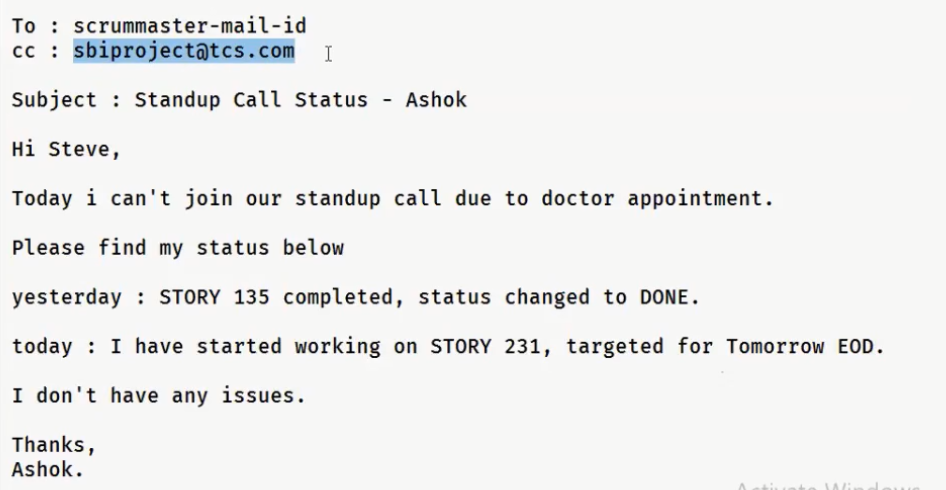 To : scrummaster-mail-id
cc : sbiproject@tcs.com
Subject : Standup Call Status - Ashok
Hi Steve,
Today i can't join our standup call due to doctor appointment.
Please find my status below
yesterday : STORY 135 completed, status changed to DONE.
today : I have started working on STORY 231, targeted for Tomorrow EOD.
I don't have any issues.
Thanks,
Ashok.
Activate Windows